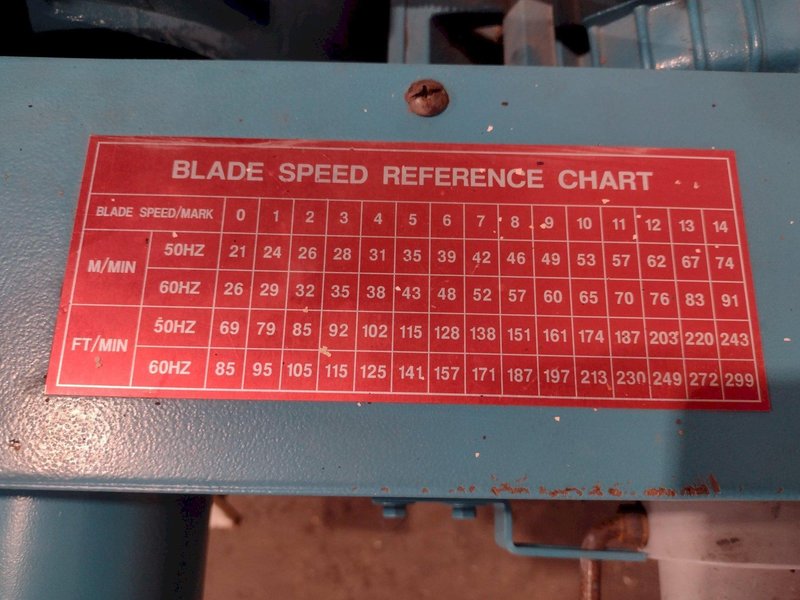 BLADE SPEED REFERENCE CHART
BLADE SPEED/MARK 0 1 2 3 4 5 6 7 8 9 10 11 12 13 14
M/MIN
50HZ 21 24 26 28 31 35 39 42 46 49 53 57 62 67 74
60HZ 26 29 32 35 38 43 48 52 57 60 65 70 76 83 91
FT/MIN
50HZ 69 79 85 92 102 115 128 138 151 161 174 187 203 220 243
60HZ 85 95 105 115 125 141 157 171 187 197 213 230 249 272 299